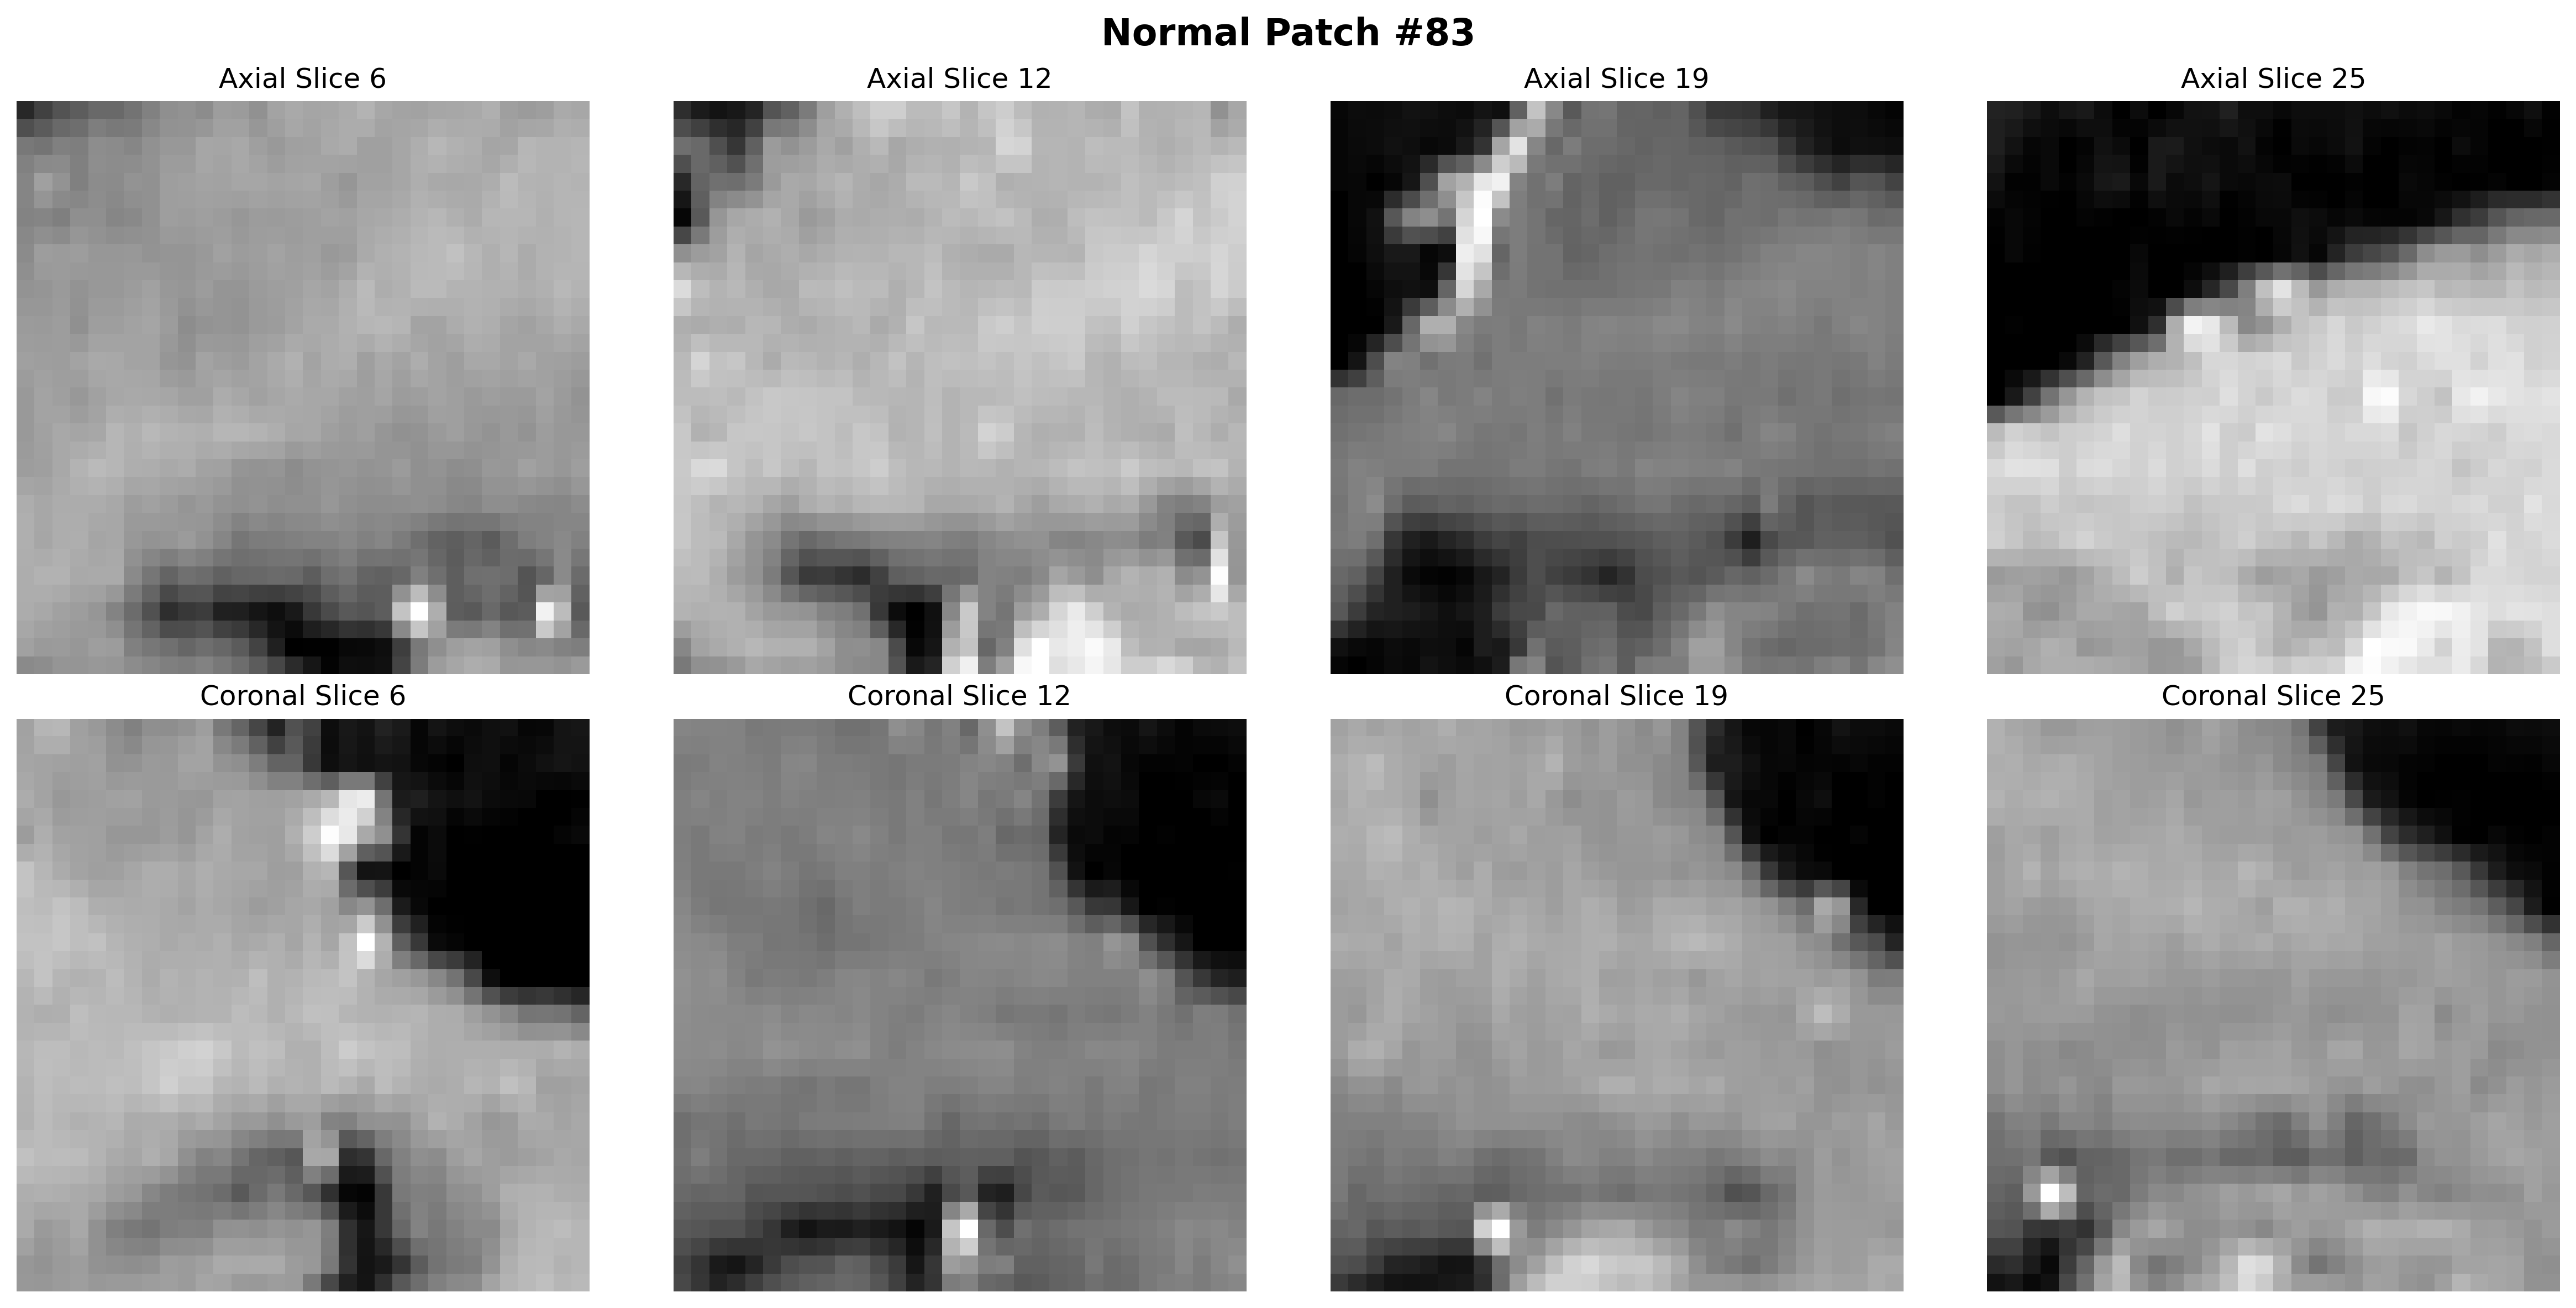 Normal Patch #83
Axial Slice 6
Axial Slice 12
Axial Slice 19
Axial Slice 25
Coronal Slice 6
Coronal Slice 12
Coronal Slice 19
Coronal Slice 25